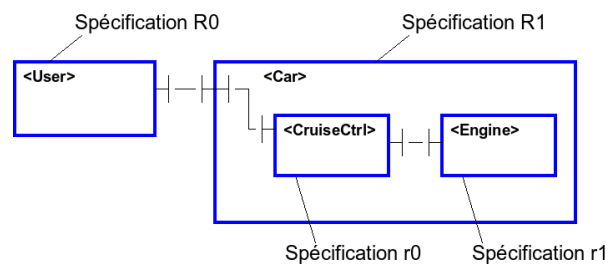 Spécification R0
Spécification R1
<User>
<Car>
<CruiseCtrl>
<Engine>
Spécification r0
Spécification r1